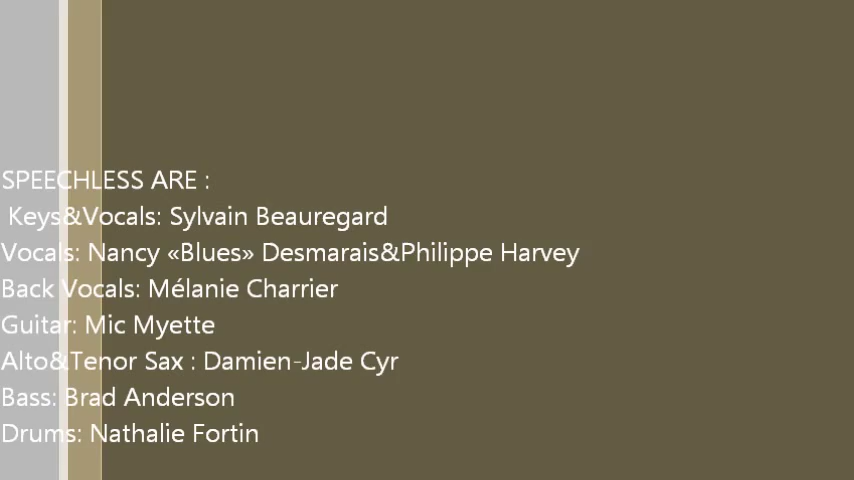 SPEECHLESS ARE :
Keys&Vocals: Sylvain Beauregard
Vocals: Nancy «Blues» Desmarais&Philippe Harvey
Back Vocals: Mélanie Charrier
Guitar: Mic Myette
Alto&Tenor Sax : Damien-Jade Cyr
Bass: Brad Anderson
Drums: Nathalie Fortin